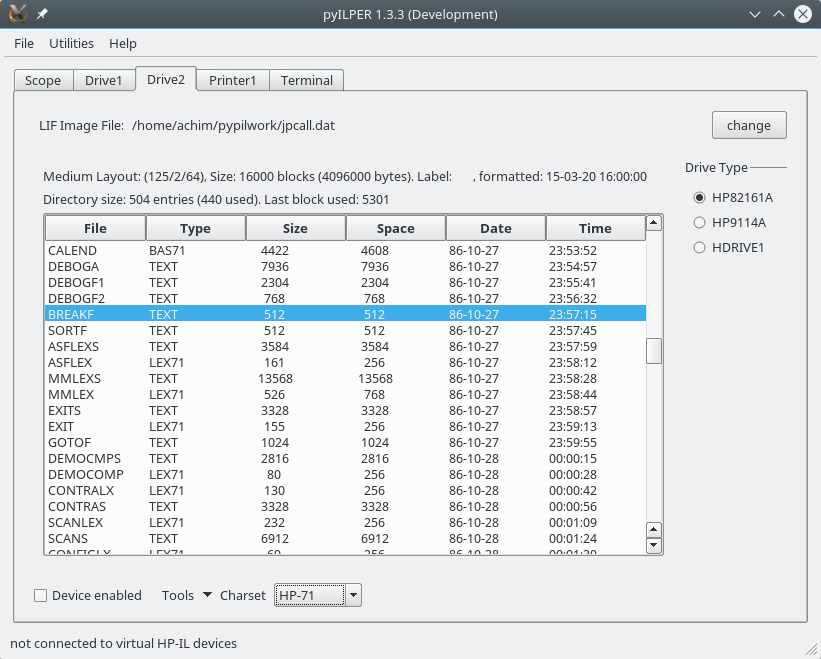 pyILPER 1.3.3 (Development)
File Utilities Help
Scope Drive1 Drive2 Printer1 Terminal
LIF Image File: /home/achim/pypilwork/jpcall.dat change
Medium Layout: (125/2/64), Size: 16000 blocks (4096000 bytes). Label: , formatted: 15-03-20 16:00:00
Directory size: 504 entries (440 used). Last block used: 5301
Drive Type
HP82161A
HP9114A
HDRIVE1
File Type Size Space Date Time
CALEND BAS71 4422 4608 86-10-27 23:53:52
DEBOGA TEXT 7936 7936 86-10-27 23:54:57
DEBOGF1 TEXT 2304 2304 86-10-27 23:55:41
DEBOGF2 TEXT 768 768 86-10-27 23:56:32
BREAKF TEXT 512 512 86-10-27 23:57:15
SORTF TEXT 512 512 86-10-27 23:57:45
ASFLEXS TEXT 3584 3584 86-10-27 23:57:59
ASFLEX LEX71 161 256 86-10-27 23:58:12
MMLEXS TEXT 13568 13568 86-10-27 23:58:28
MMLEX LEX71 526 768 86-10-27 23:58:44
EXITS TEXT 3328 3328 86-10-27 23:58:57
EXIT LEX71 155 256 86-10-27 23:59:13
GOTOF TEXT 1024 1024 86-10-27 23:59:55
DEMOCMPS TEXT 2816 2816 86-10-28 00:00:15
DEMOCOMP LEX71 80 256 86-10-28 00:00:28
CONTRALX LEX71 130 256 86-10-28 00:00:42
CONTRAS TEXT 3328 3328 86-10-28 00:00:56
SCANLEX LEX71 232 256 86-10-28 00:01:09
SCANS TEXT 6912 6912 86-10-28 00:01:24
CONFIGLX LEX71 60 256 86-10-28
Device enabled Tools Charset HP-71
not connected to virtual HP-IL devices